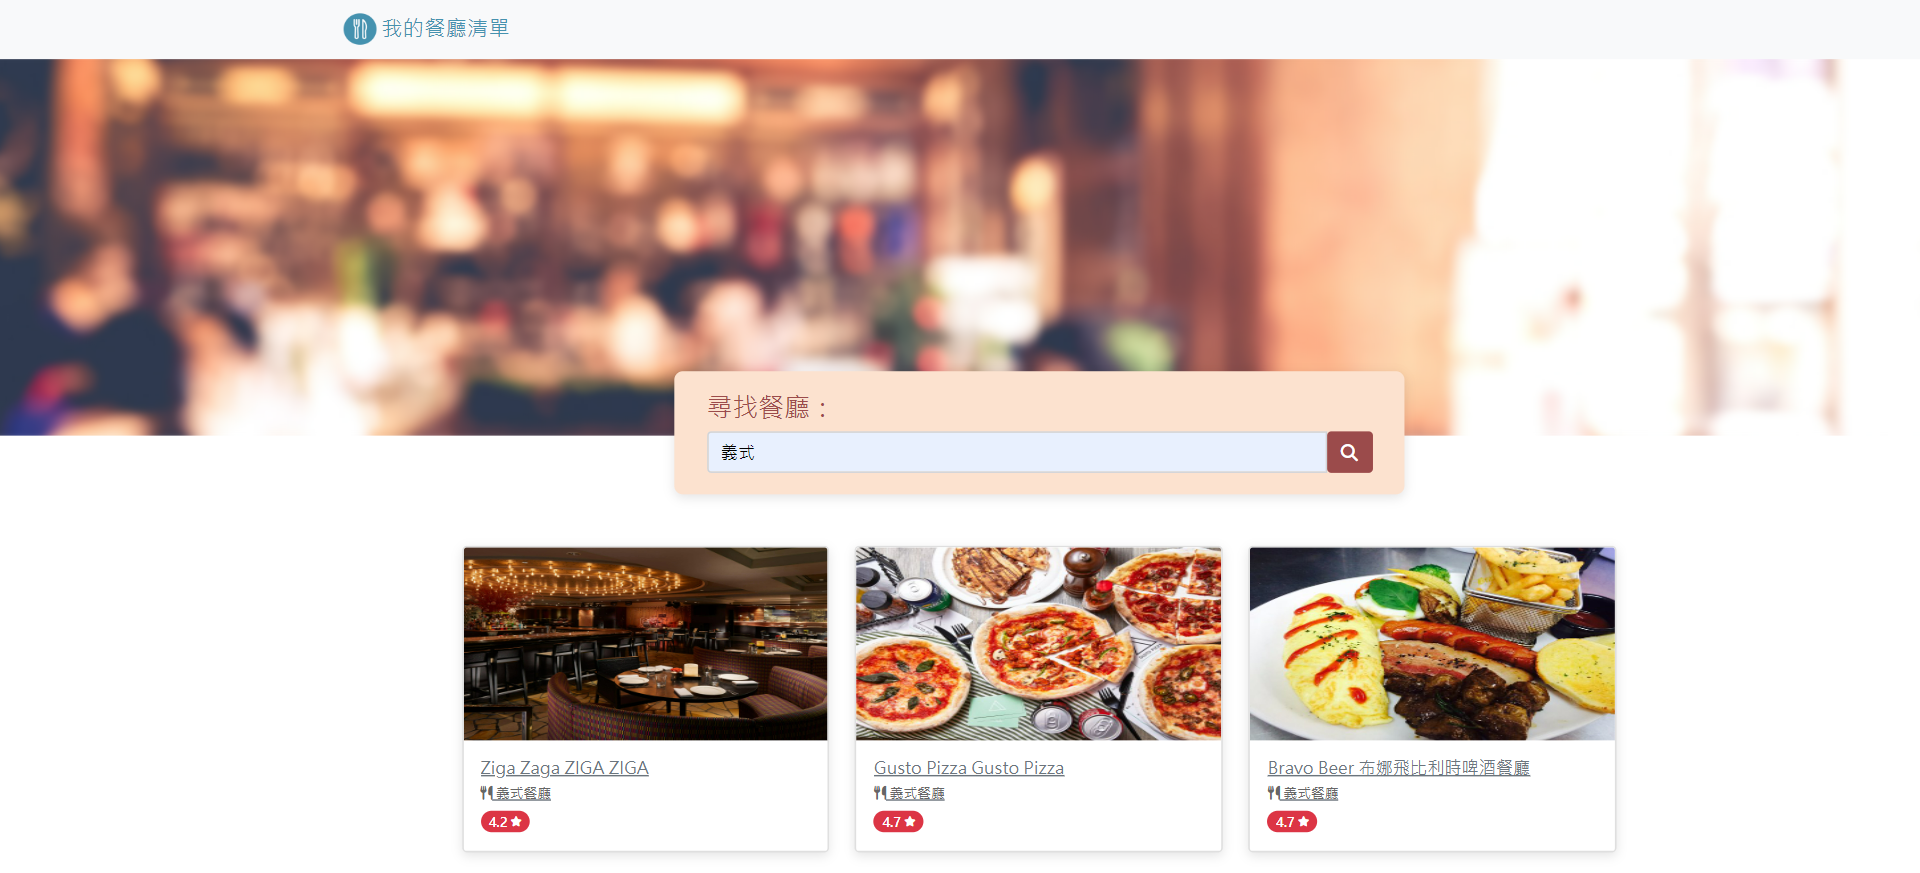 我的餐廳清單
尋找餐廳：
義式
Ziga Zaga ZIGA ZIGA
義式餐廳
4.2
Gusto Pizza Gusto Pizza
義式餐廳
4.7
Bravo Beer 布娜飛比利時啤酒餐廳
義式餐廳
4.7